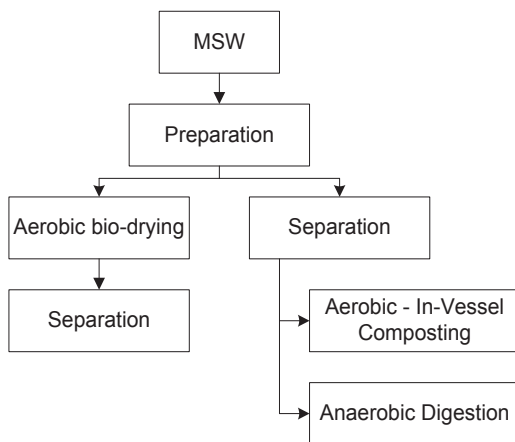 MSW
Preparation
Aerobic bio-drying
Separation
Separation
Aerobic - In-Vessel
Composting
Anaerobic Digestion